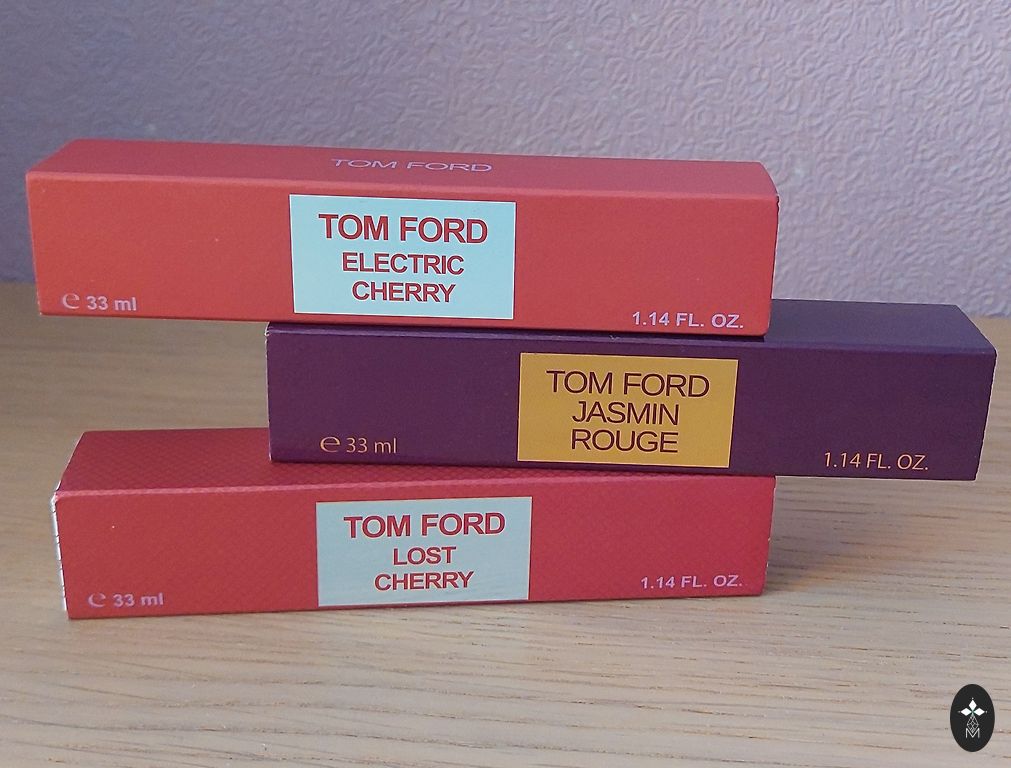 TOM FORD
TOM FORD
ELECTRIC
CHERRY
℮ 33 ml
1.14 FL. OZ.
TOM FORD
JASMIN
ROUGE
℮ 33 ml
1.14 FL. OZ.
TOM FORD
LOST
CHERRY
℮ 33 ml
1.14 FL. OZ.
M